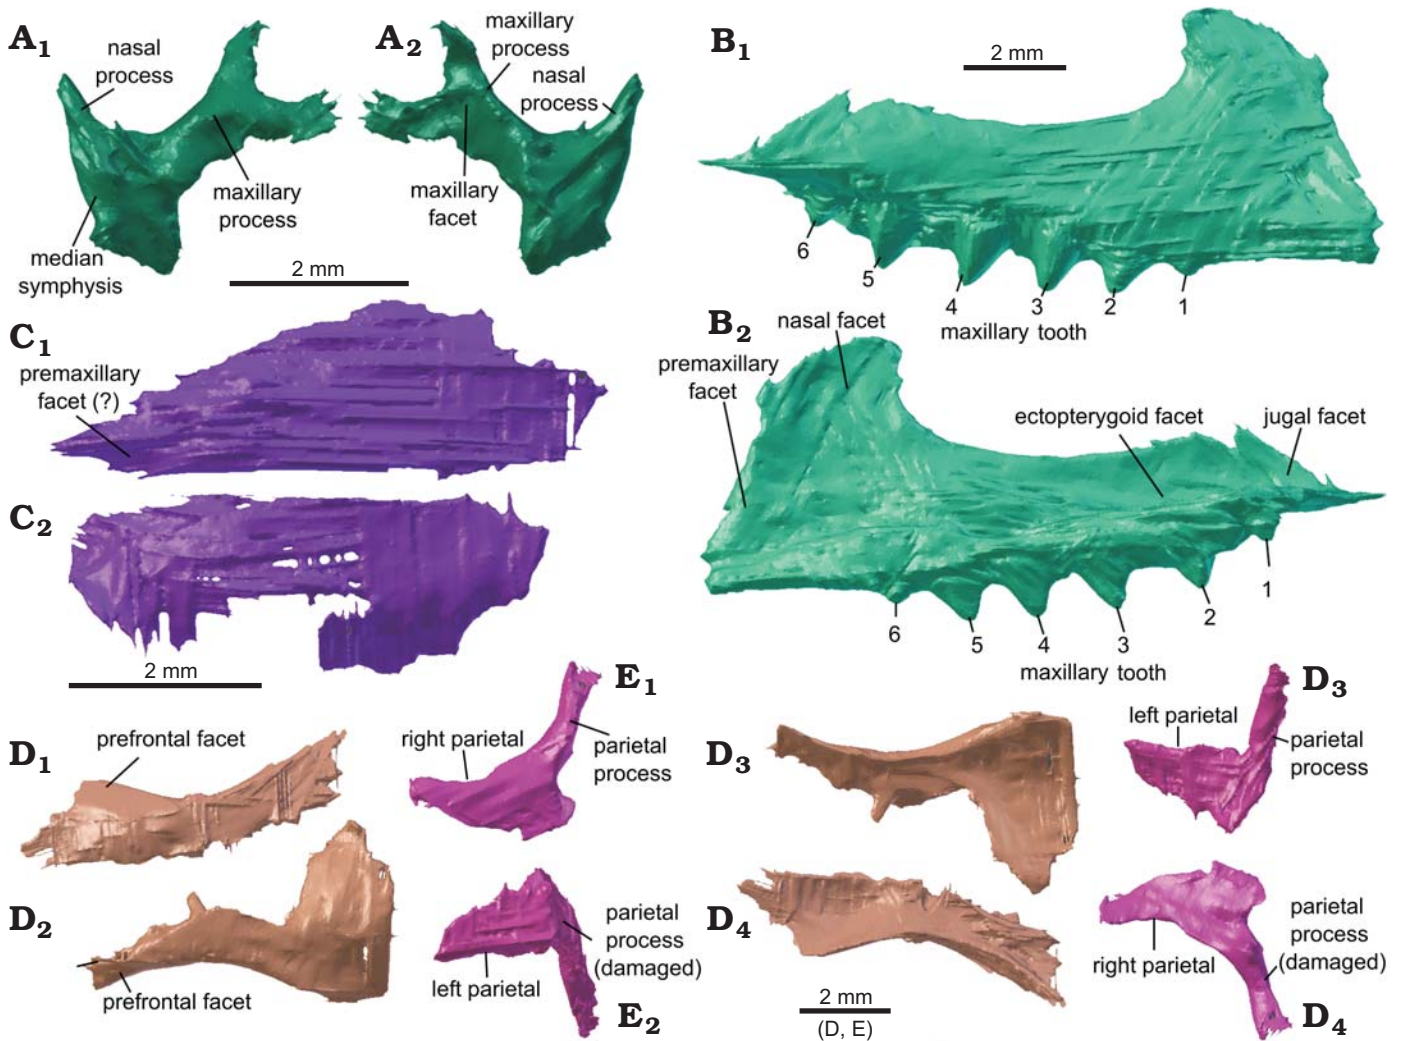 A1
nasal
process
A2
maxillary
process
nasal
process
maxillary
process
maxillary
facet
median
symphysis
2 mm
B1
2 mm
6
5
4
3
2
1
maxillary tooth
C1
premaxillary
facet (?)
C2
2 mm
B2
nasal facet
premaxillary
facet
ectopterygoid facet
jugal facet
6
5
4
3
2
1
maxillary tooth
D1
prefrontal facet
E1
right parietal
parietal
process
D2
prefrontal facet
parietal
process
(damaged)
left parietal
E2
D3
D3
left parietal
parietal
process
D4
2 mm
(D, E)
parietal
process
(damaged)
right parietal
D4